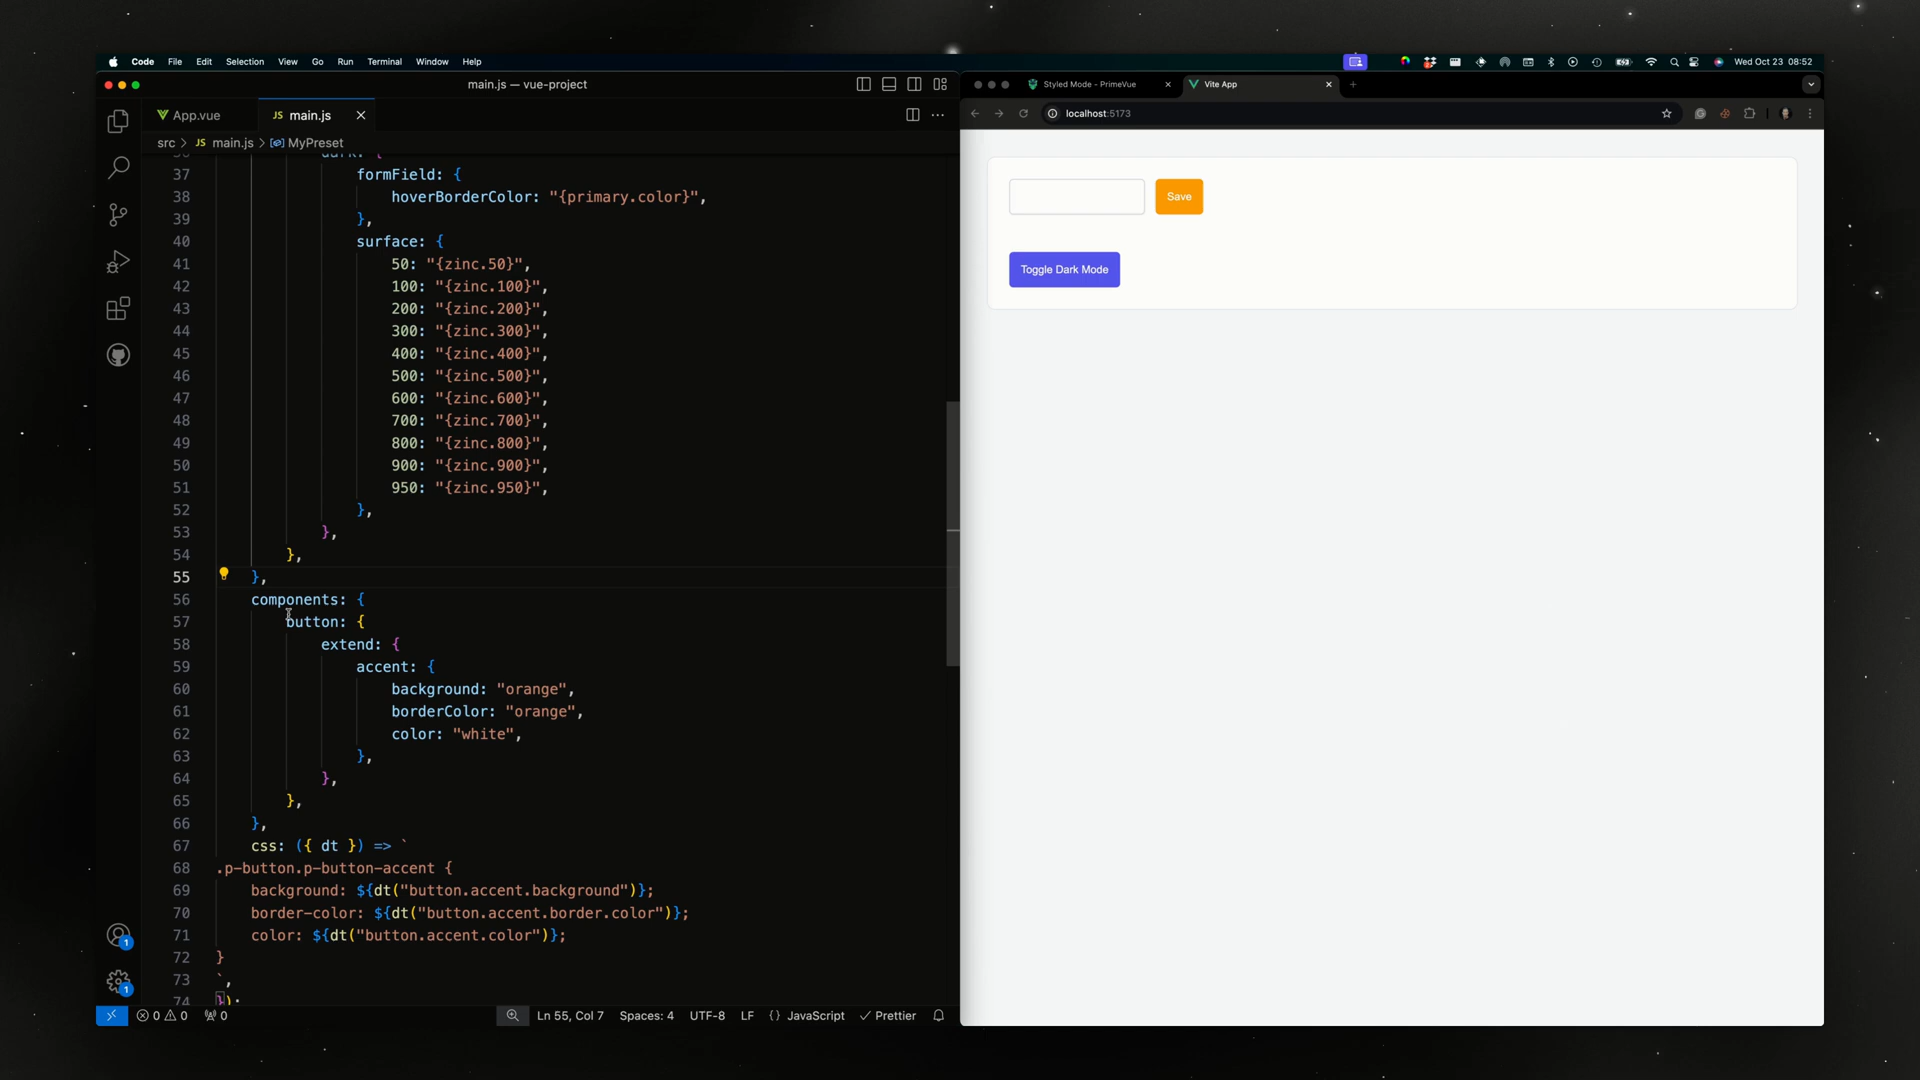 Code File Edit Selection View Go Run Terminal Window Help
Wed Oct 23 08:52
main.js — vue-project
App.vue
JS main.js
src > JS main.js > MyPreset
37 formField: {
38 hoverBorderColor: "{primary.color}",
39 },
40 surface: {
41 50: "{zinc.50}",
42 100: "{zinc.100}",
43 200: "{zinc.200}",
44 300: "{zinc.300}",
45 400: "{zinc.400}",
46 500: "{zinc.500}",
47 600: "{zinc.600}",
48 700: "{zinc.700}",
49 800: "{zinc.800}",
50 900: "{zinc.900}",
51 950: "{zinc.950}",
52 },
53 },
54 },
55 },
56 components: {
57 button: {
58 extend: {
59 accent: {
60 background: "orange",
61 borderColor: "orange",
62 color: "white",
63 },
64 },
65 },
66 },
67 css: ({ dt }) => `
68 .p-button.p-button-accent {
69 background: ${dt("button.accent.background")};
70 border-color: ${dt("button.accent.border.color")};
71 color: ${dt("button.accent.color")};
72 }
73 `,
74 });
1
1
0 0 0
Ln 55, Col 7 Spaces: 4 UTF-8 LF {} JavaScript Prettier
Styled Mode - PrimeVue
Vite App
localhost:5173
Save
Toggle Dark Mode